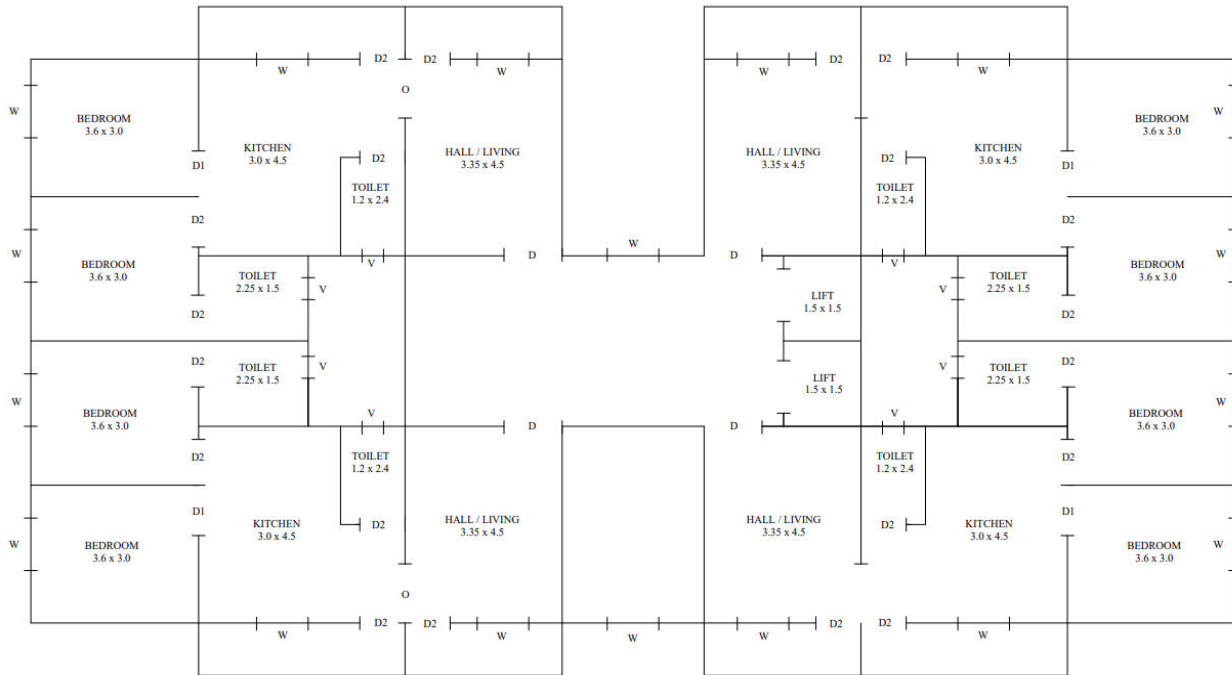 D2
D2
D2
D2
W
W
W
W
O
W
BEDROOM
3.6 x 3.0
KITCHEN
3.0 x 4.5
D1
D2
HALL / LIVING
3.35 x 4.5
HALL / LIVING
3.35 x 4.5
D2
KITCHEN
3.0 x 4.5
D1
BEDROOM
3.6 x 3.0
W
TOILET
1.2 x 2.4
TOILET
1.2 x 2.4
D2
D2
W
BEDROOM
3.6 x 3.0
TOILET
2.25 x 1.5
V
V
D
W
D
V
V
TOILET
2.25 x 1.5
BEDROOM
3.6 x 3.0
W
D2
LIFT
1.5 x 1.5
D2
D2
TOILET
2.25 x 1.5
V
LIFT
1.5 x 1.5
V
TOILET
2.25 x 1.5
D2
W
BEDROOM
3.6 x 3.0
V
D
D
V
BEDROOM
3.6 x 3.0
W
D2
TOILET
1.2 x 2.4
TOILET
1.2 x 2.4
D2
D1
KITCHEN
3.0 x 4.5
D2
HALL / LIVING
3.35 x 4.5
HALL / LIVING
3.35 x 4.5
D2
KITCHEN
3.0 x 4.5
D1
W
BEDROOM
3.6 x 3.0
BEDROOM
3.6 x 3.0
W
O
D2
D2
D2
D2
W
W
W
W
W